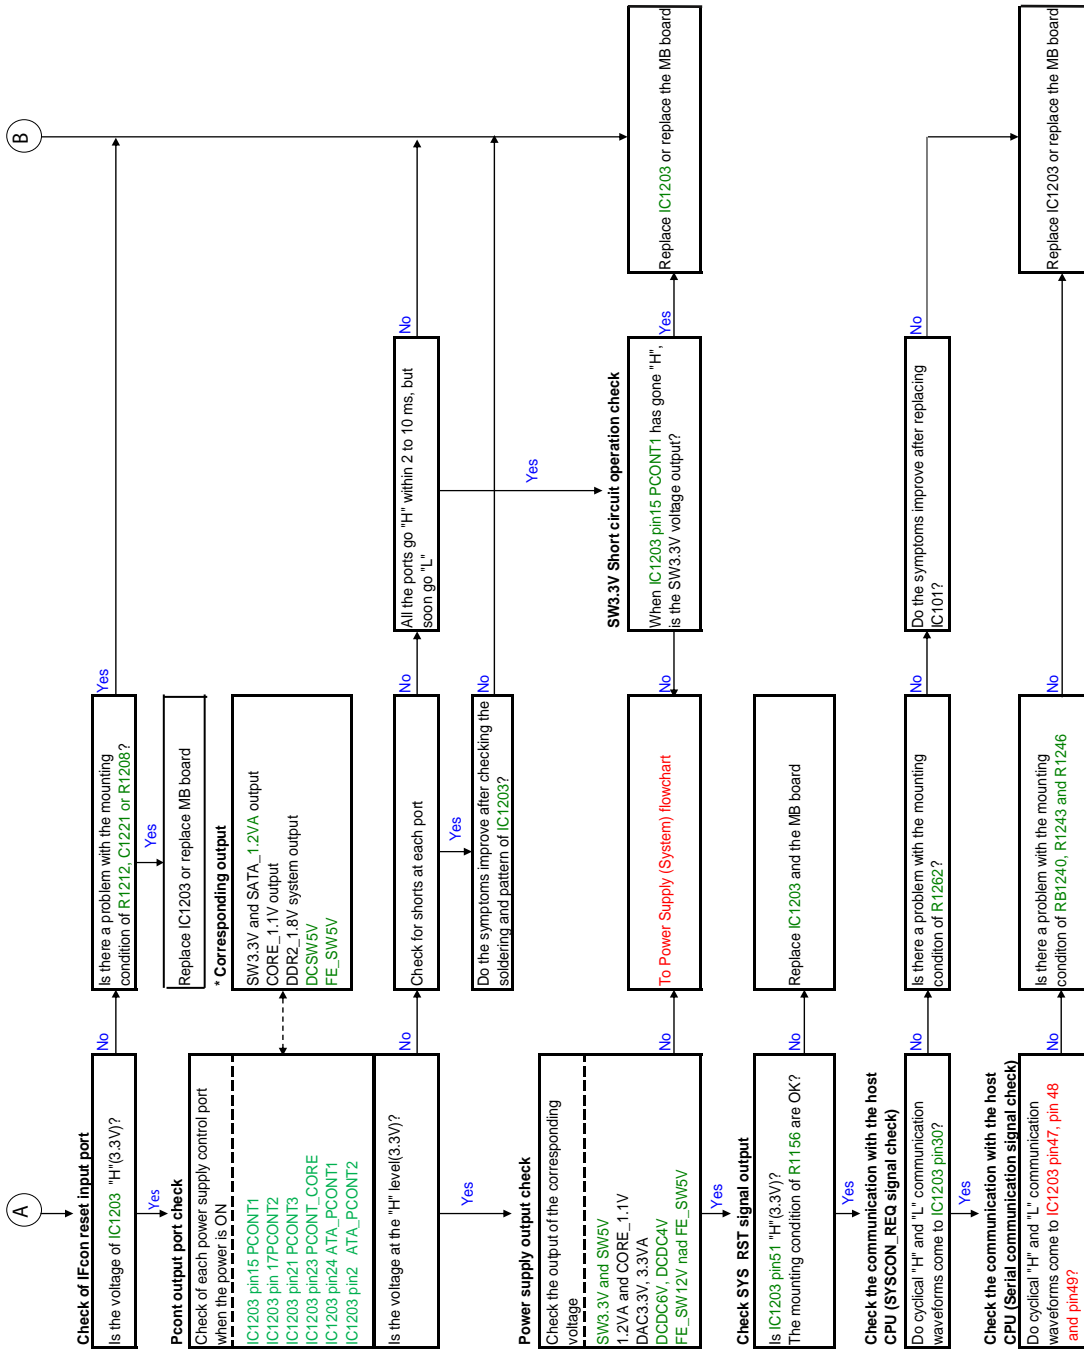 A
Check of IFcon reset input port
Is the voltage of IC1203 "H"(3.3V)?
No
Is there a problem with the mounting
condition of R1212, C1221 or R1208?
Yes
B
Yes
Yes
Replace IC1203 or replace MB board
Pcont output port check
Check of each power supply control port
when the power is ON
IC1203 pin15 PCONT1
IC1203 pin 17PCONT2
IC1203 pin21 PCONT3
IC1203 pin23 PCONT_CORE
IC1203 pin24 ATA_PCONT1
IC1203 pin2 ATA_PCONT2
* Corresponding output
SW3.3V and SATA_1.2VA output
CORE_1.1V output
DDR2_1.8V system output
DCSW5V
FE_SW5V
Is the voltage at the "H" level(3.3V)?
No
Check for shorts at each port
No
All the ports go "H" within 2 to 10 ms, but
soon go "L"
No
Yes
Yes
Do the symptoms improve after checking the
soldering and pattern of IC1203?
No
Yes
Power supply output check
Check the output of the corresponding
voltage
SW3.3V and SW5V
1.2VA and CORE_1.1V
DAC3.3V, 3.3VA
DCDC6V, DCDC4V
FE_SW12V nad FE_SW5V
No
To Power Supply (System) flowchart
No
SW3.3V Short circuit operation check
When IC1203 pin15 PCONT1 has gone "H",
is the SW3.3V voltage output?
Yes
Replace IC1203 or replace the MB board
Yes
Check SYS RST signal output
Is IC1203 pin51 "H"(3.3V)?
The mounting condition of R1156 are OK?
No
Replace IC1203 and the MB board
Yes
Check the communication with the host
CPU (SYSCON_REQ signal check)
Do cyclical "H" and "L" communication
waveforms come to IC1203 pin30?
No
Is there a problem with the mounting
condition of R1262?
No
Do the symptoms improve after replacing
IC101?
No
Yes
Check the communication with the host
CPU (Serial communication signal check)
Do cyclical "H" and "L" communication
waveforms come to IC1203 pin47, pin 48
and pin49?
No
Is there a problem with the mounting
condition of RB1240, R1243 and R1246
No
Replace IC1203 or replace the MB board